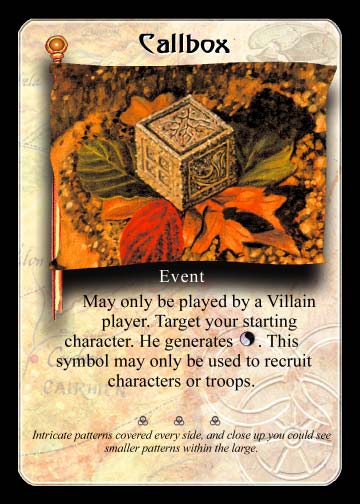 Callbox
Event
May only be played by a Villain
player. Target your starting
character. He generates . This
symbol may only be used to recruit
characters or troops.
CAIRHIEN
Intricate patterns covered every side, and close up you could see
smaller patterns within the large.